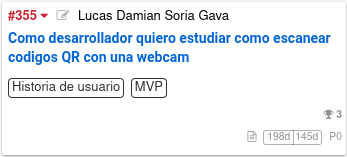 #355 Lucas Damian Soria Gava
Como desarrollador quiero estudiar como escanear
codigos QR con una webcam
Historia de usuario MVP
3
198d 145d P0